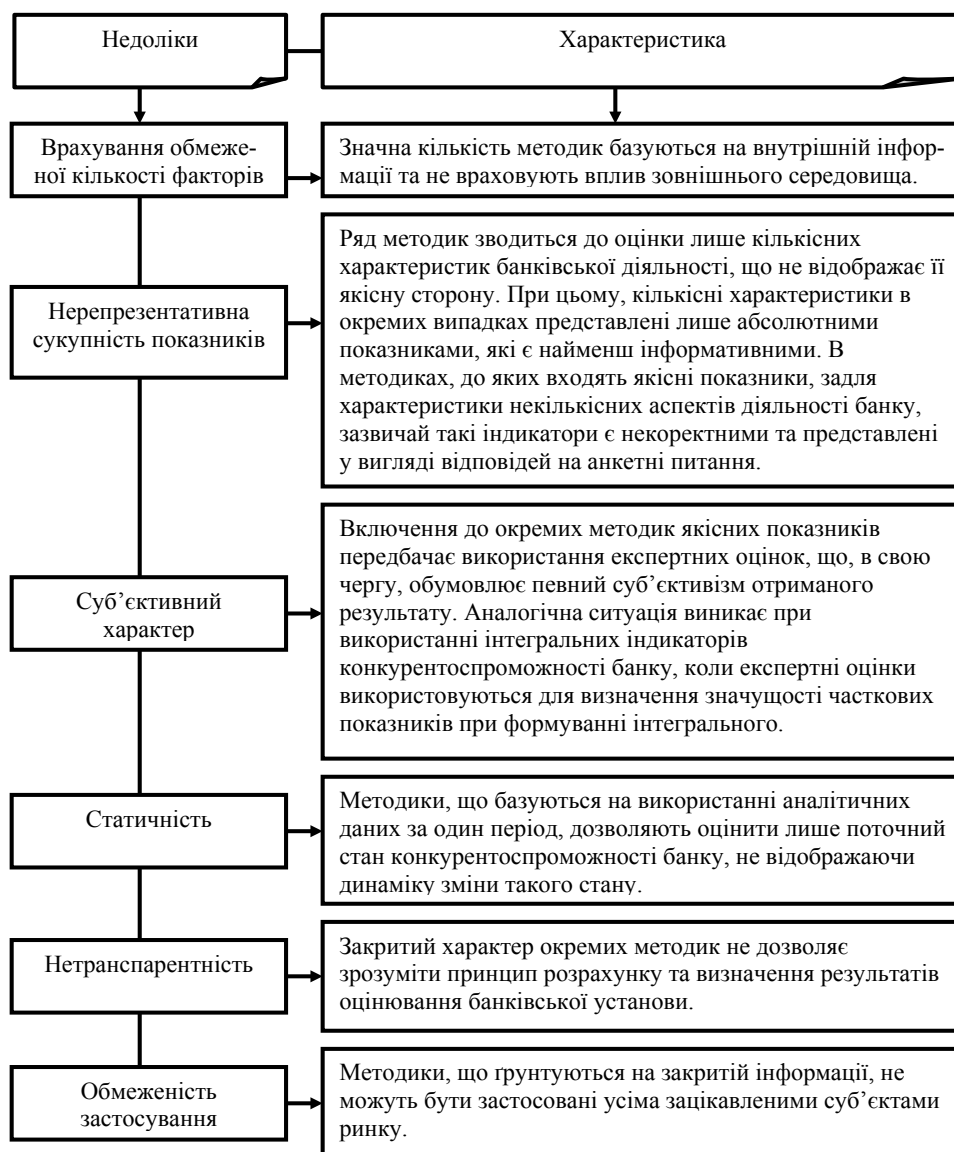 Недоліки
Характеристика
Врахування обмеже-
ної кількості факторів
Значна кількість методик базуються на внутрішній інфор-
мації та не враховують вплив зовнішнього середовища.
Нерепрезентативна
сукупність показників
Ряд методик зводиться до оцінки лише кількісних
характеристик банківської діяльності, що не відображає її
якісну сторону. При цьому, кількісні характеристики в
окремих випадках представлені лише абсолютними
показниками, які є найменш інформативними. В
методиках, до яких входять якісні показники, задля
характеристики некількісних аспектів діяльності банку,
зазвичай такі індикатори є некоректними та представлені
у вигляді відповідей на анкетні питання.
Суб’єктивний
характер
Включення до окремих методик якісних показників
передбачає використання експертних оцінок, що, в свою
чергу, обумовлює певний суб’єктивізм отриманого
результату. Аналогічна ситуація виникає при
використанні інтегральних індикаторів
конкурентоспроможності банку, коли експертні оцінки
використовуються для визначення значущості часткових
показників при формуванні інтегрального.
Статичність
Методики, що базуються на використанні аналітичних
даних за один період, дозволяють оцінити лише поточний
стан конкурентоспроможності банку, не відображаючи
динаміку зміни такого стану.
Нетранспарентність
Закритий характер окремих методик не дозволяє
зрозуміти принцип розрахунку та визначення результатів
оцінювання банківської установи.
Обмеженість
застосування
Методики, що ґрунтуються на закритій інформації, не
можуть бути застосовані усіма зацікавленими суб’єктами
ринку.